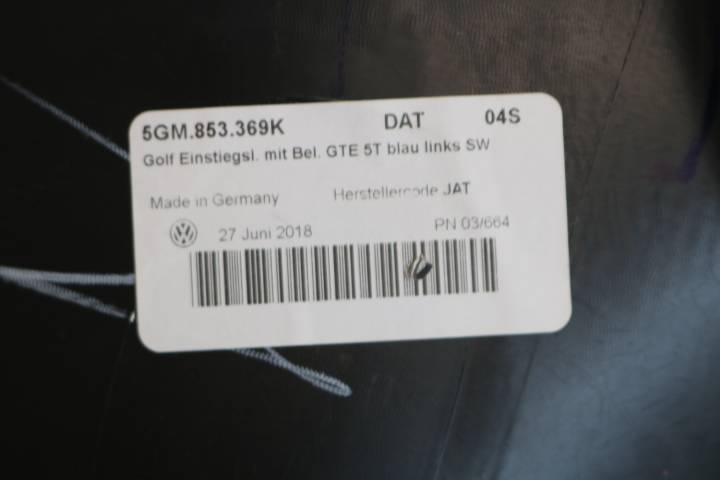 5GM.853.369K DAT 04S
Golf Einstiegsl. mit Bel. GTE 5T blau links SW
Made in Germany Herstellercode JAT
27 Juni 2018 PN 03/664